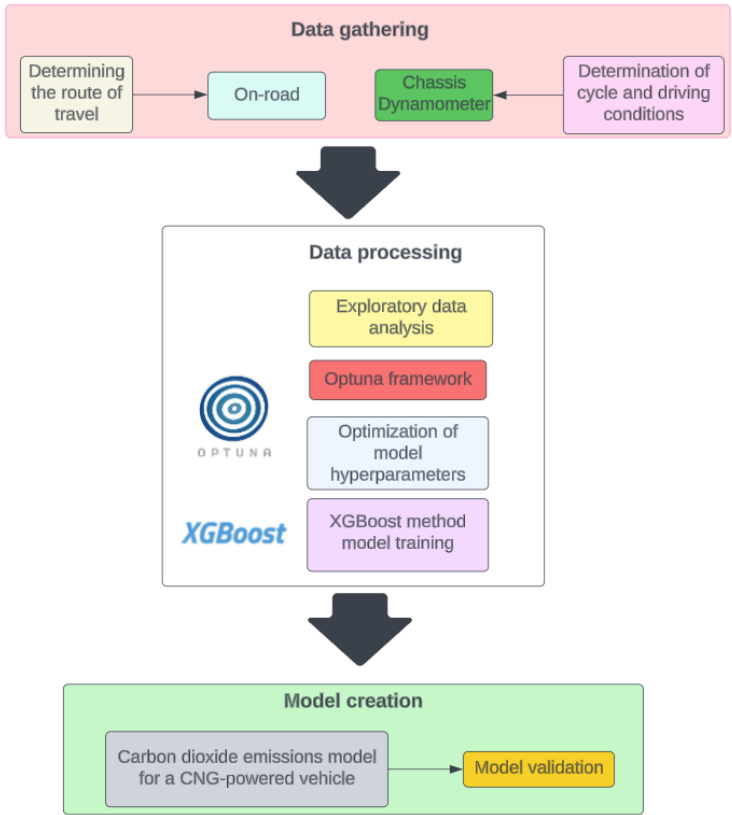 Data gathering
Determining
the route of
travel
On-road
Chassis
Dynamometer
Determination of
cycle and driving
conditions
Data processing
Exploratory data
analysis
Optuna framework
OPTUNA
Optimization of
model
hyperparameters
XGBoost
XGBoost method
model training
Model creation
Carbon dioxide emissions model
for a CNG-powered vehicle
Model validation